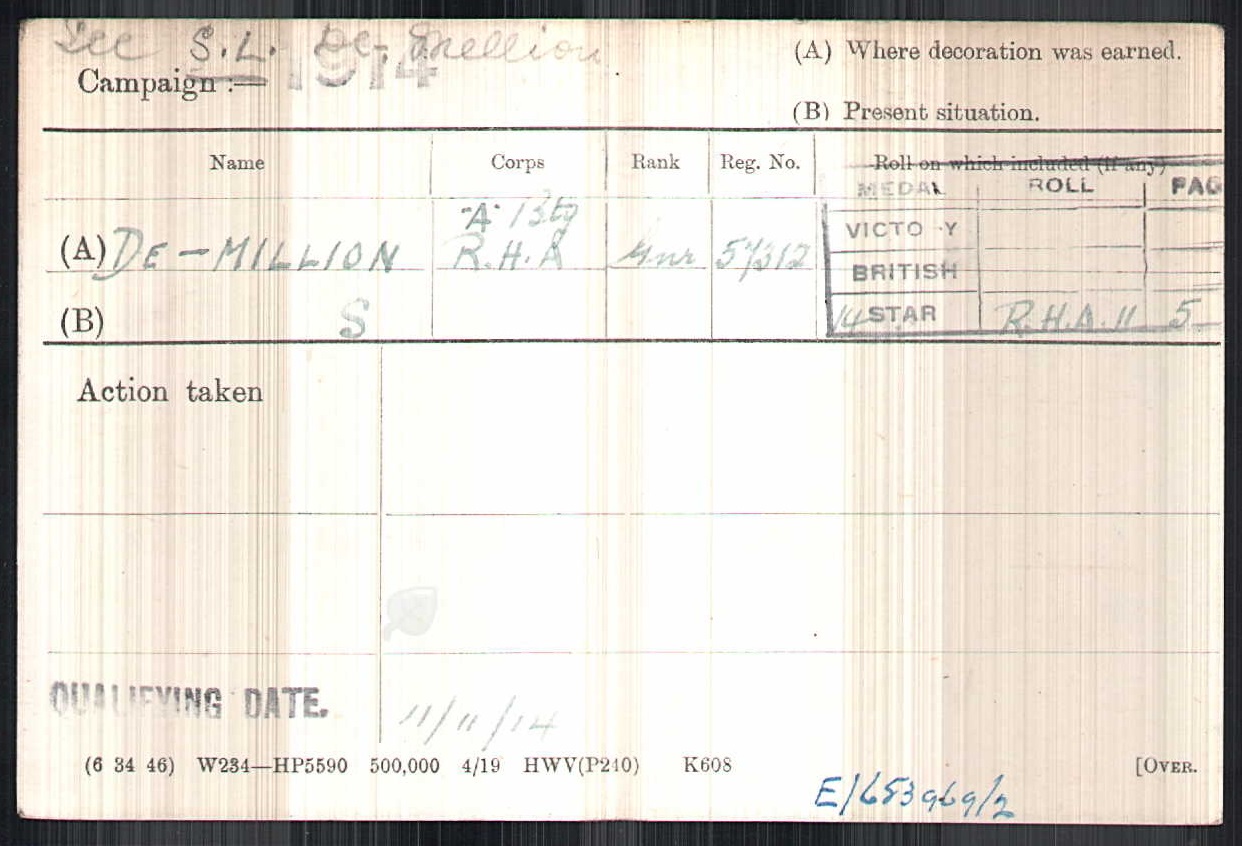 See S.L. De-Mellion
Campaign :— 1914
(A) Where decoration was earned.
(B) Present situation.
Name Corps Rank Reg. No. Roll on which included (if any)
MEDAL ROLL PAG
(A) DE-MILLION "A" Bty R.H.A Gnr 57312
VICTO Y
BRITISH
(B) S
14 STAR R.H.A. 11 5
Action taken
QUALIFYING DATE. 11/11/14
(6 34 46) W234—HP5590 500,000 4/19 HWV(P240) K608 [OVER.
E/653969/2